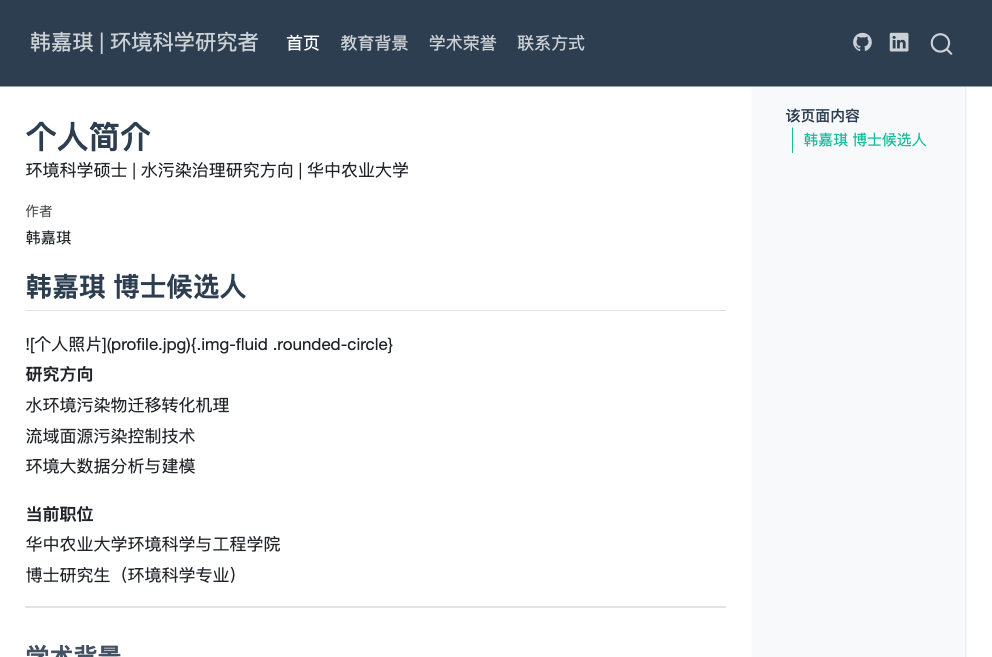 韩嘉琪 | 环境科学研究者 首页 教育背景 学术荣誉 联系方式
个人简介
环境科学硕士 | 水污染治理研究方向 | 华中农业大学
作者
韩嘉琪
韩嘉琪 博士候选人
![个人照片](profile.jpg){.img-fluid .rounded-circle}
研究方向
水环境污染物迁移转化机理
流域面源污染控制技术
环境大数据分析与建模
当前职位
华中农业大学环境科学与工程学院
博士研究生（环境科学专业）
学术背景
该页面内容
韩嘉琪 博士候选人